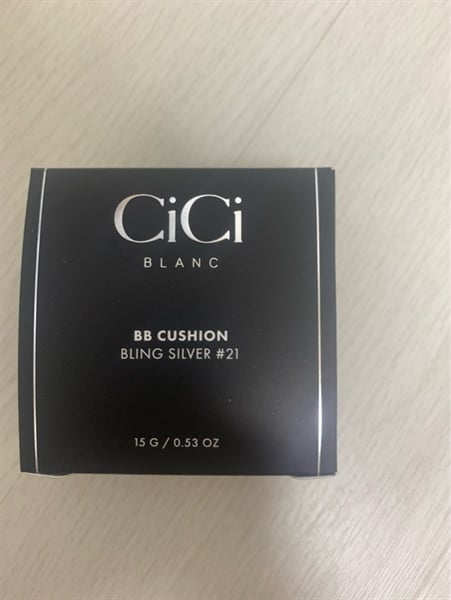 CiCi
BLANC
BB CUSHION
BLING SILVER #21
15 G / 0.53 OZ